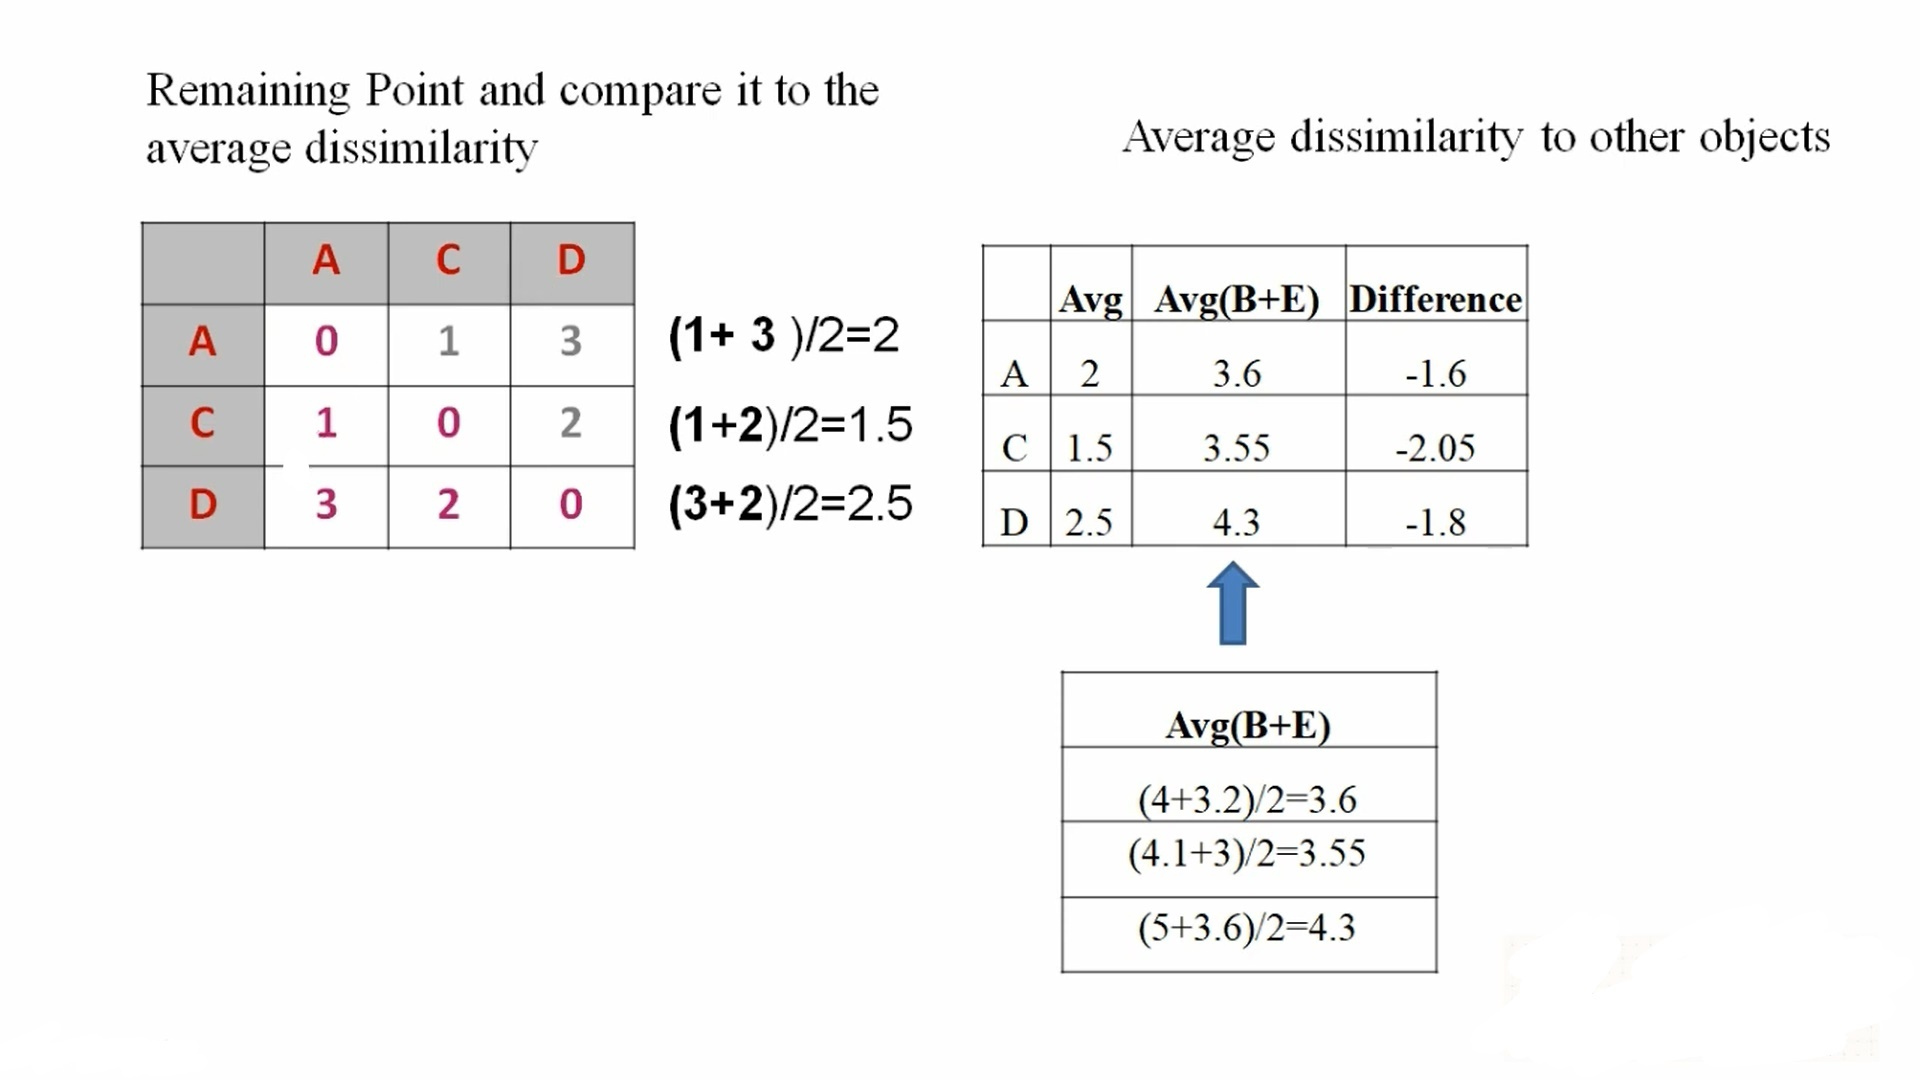 Remaining Point and compare it to the
average dissimilarity
Average dissimilarity to other objects
A C D
A 0 1 3 (1+ 3 )/2=2
C 1 0 2 (1+2)/2=1.5
D 3 2 0 (3+2)/2=2.5
Avg Avg(B+E) Difference
A 2 3.6 -1.6
C 1.5 3.55 -2.05
D 2.5 4.3 -1.8
Avg(B+E)
(4+3.2)/2=3.6
(4.1+3)/2=3.55
(5+3.6)/2=4.3